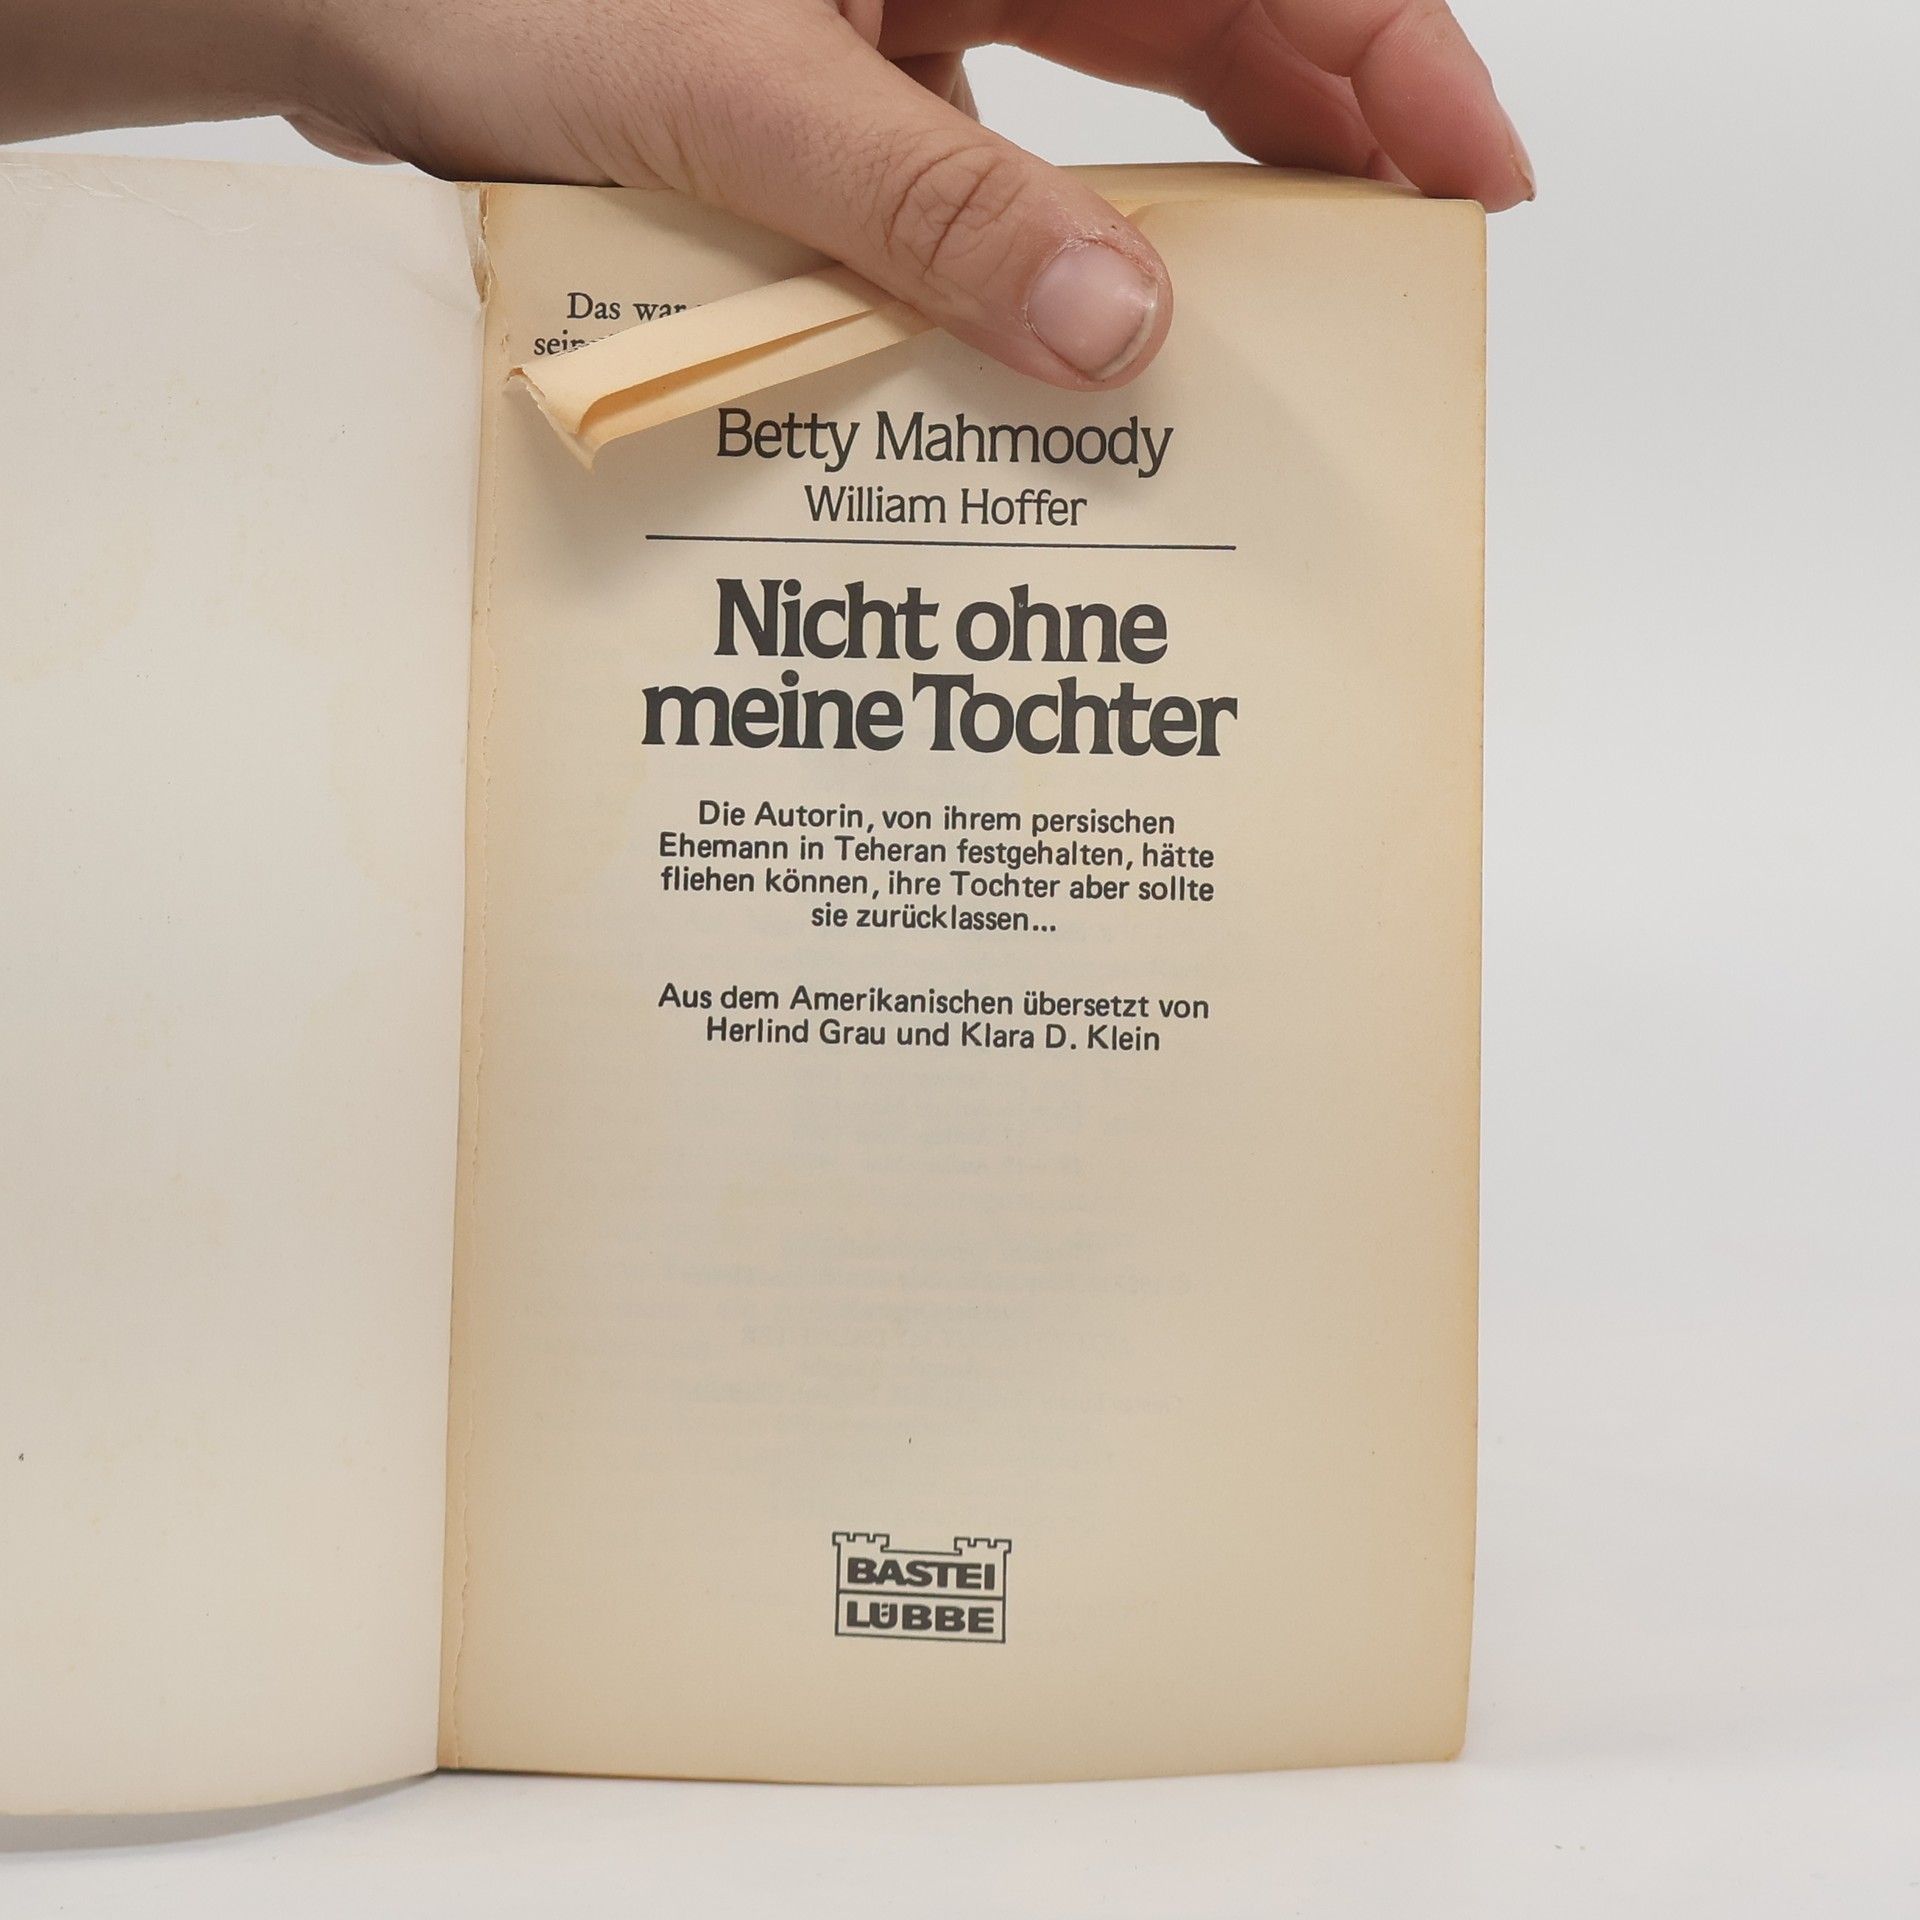 Das war
Betty Mahmoody
William Hoffer
Nicht ohne
meine Tochter
Die Autorin, von ihrem persischen
Ehemann in Teheran festgehalten, hätte
fliehen können, ihre Tochter aber sollte
sie zurücklassen...
Aus dem Amerikanischen übersetzt von
Herlind Grau und Klara D. Klein
BASTEI
LÜBBE